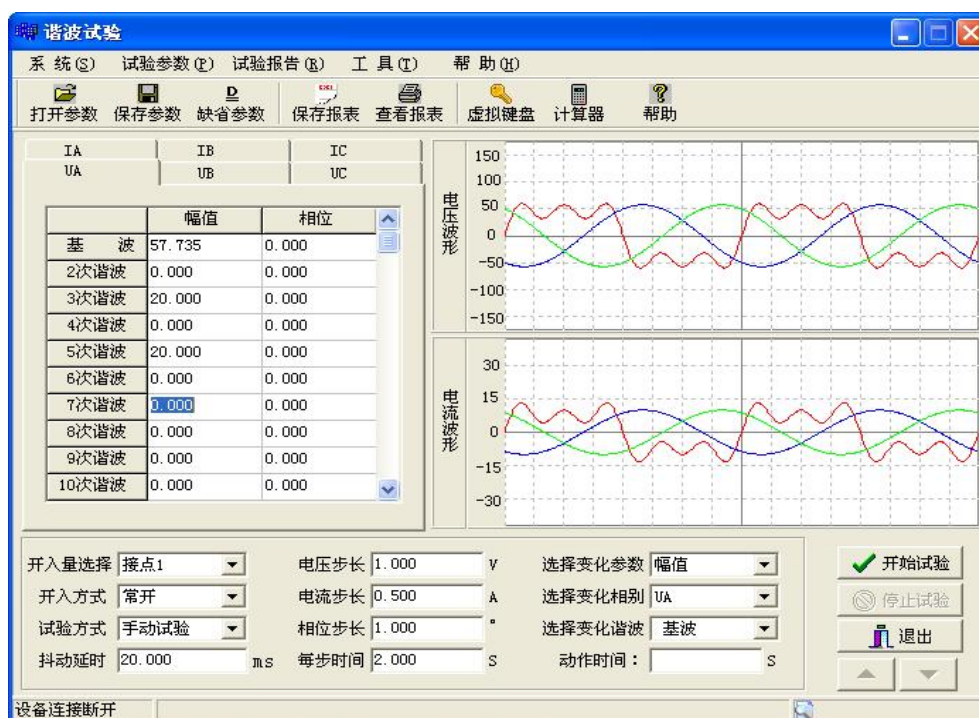 谐波试验
系 统(S) 试验参数(P) 试验报告(R) 工 具(T) 帮 助(H)
打开参数 保存参数 缺省参数 保存报表 查看报表 虚拟键盘 计算器 帮助
IA IB IC
UA UB UC
幅值 相位
基 波 57.735 0.000
2次谐波 0.000 0.000
3次谐波 20.000 0.000
4次谐波 0.000 0.000
5次谐波 20.000 0.000
6次谐波 0.000 0.000
7次谐波 0.000 0.000
8次谐波 0.000 0.000
9次谐波 0.000 0.000
10次谐波 0.000 0.000
电压波形
150
100
50
0
-50
-100
-150
电流波形
30
15
0
-15
-30
开入量选择 接点1 电压步长 1.000 V 选择变化参数 幅值
开入方式 常开 电流步长 0.500 A 选择变化相别 UA
试验方式 手动试验 相位步长 1.000 ° 选择变化谐波 基波
抖动延时 20.000 ms 每步时间 2.000 S 动作时间： S
开始试验
停止试验
退出
设备连接断开